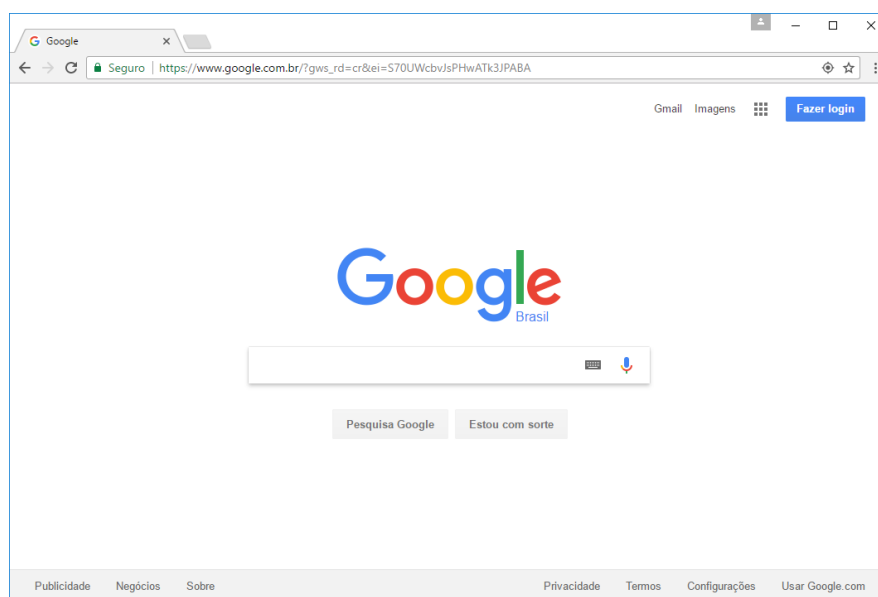 Google
Seguro | https://www.google.com.br/?gws_rd=cr&ei=S70UWcbvJsPHwATk3JPABA
Gmail Imagens Fazer login
Google
Brasil
Pesquisa Google Estou com sorte
Publicidade Negócios Sobre Privacidade Termos Configurações Usar Google.com